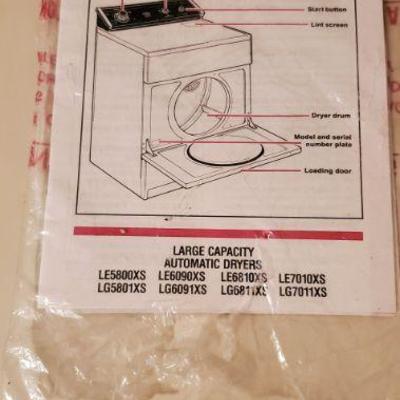 Start button
Lint screen
Dryer drum
Model and serial
number plate
Loading door
LARGE CAPACITY
AUTOMATIC DRYERS
LE5800XS LE6090XS LE6810XS LE7010XS
LG5801XS LG6091XS LG6811XS LG7011XS